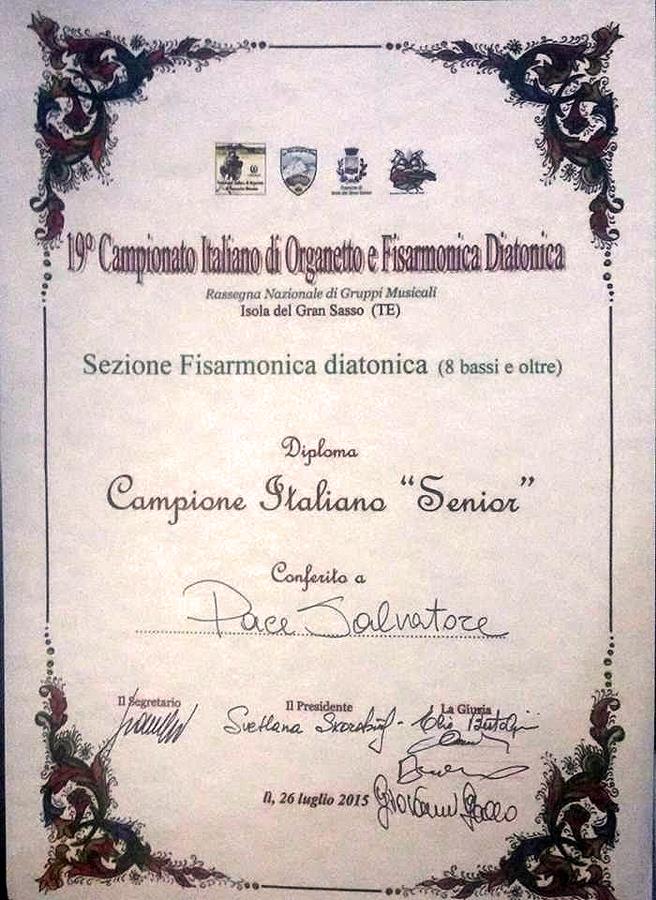 19° Campionato Italiano di Organetto e Fisarmonica Diatonica
Rassegna Nazionale di Gruppi Musicali
Isola del Gran Sasso (TE)
Sezione Fisarmonica diatonica (8 bassi e oltre)
Diploma
Campione Italiano “Senior”
Conferito a
Pace Salvatore
Il Segretario Il Presidente La Giuria
Svetlana
lì, 26 luglio 2015 Giovanni Gallo